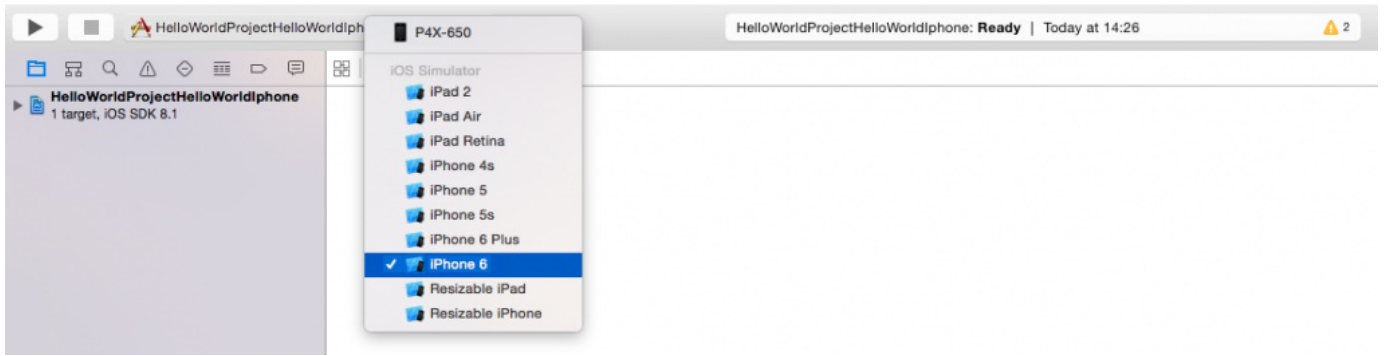 HelloWorldProjectHelloWorldIph
P4X-650
HelloWorldProjectHelloWorldIphone: Ready | Today at 14:26
2
iOS Simulator
HelloWorldProjectHelloWorldIphone
1 target, iOS SDK 8.1
iPad 2
iPad Air
iPad Retina
iPhone 4s
iPhone 5
iPhone 5s
iPhone 6 Plus
iPhone 6
Resizable iPad
Resizable iPhone